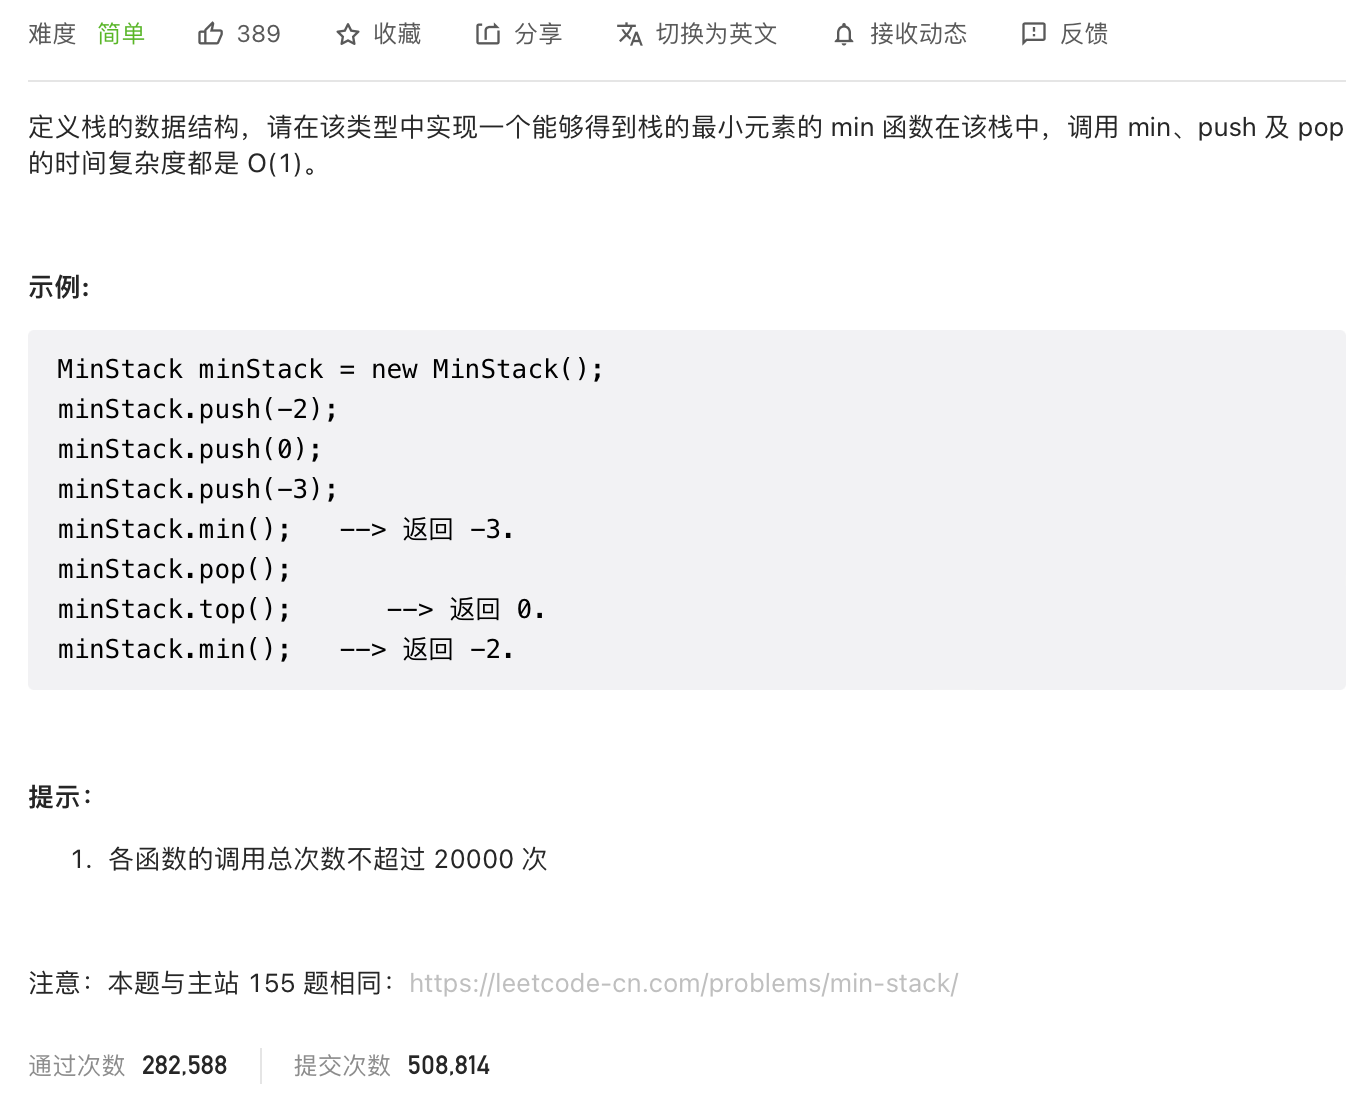 难度 简单 389 收藏 分享 切换为英文 接收动态 反馈
定义栈的数据结构，请在该类型中实现一个能够得到栈的最小元素的 min 函数在该栈中，调用 min、push 及 pop
的时间复杂度都是 O(1)。
示例:
MinStack minStack = new MinStack();
minStack.push(-2);
minStack.push(0);
minStack.push(-3);
minStack.min();   --> 返回 -3.
minStack.pop();
minStack.top();      --> 返回 0.
minStack.min();   --> 返回 -2.
提示：
1. 各函数的调用总次数不超过 20000 次
注意：本题与主站 155 题相同：https://leetcode-cn.com/problems/min-stack/
通过次数 282,588 提交次数 508,814